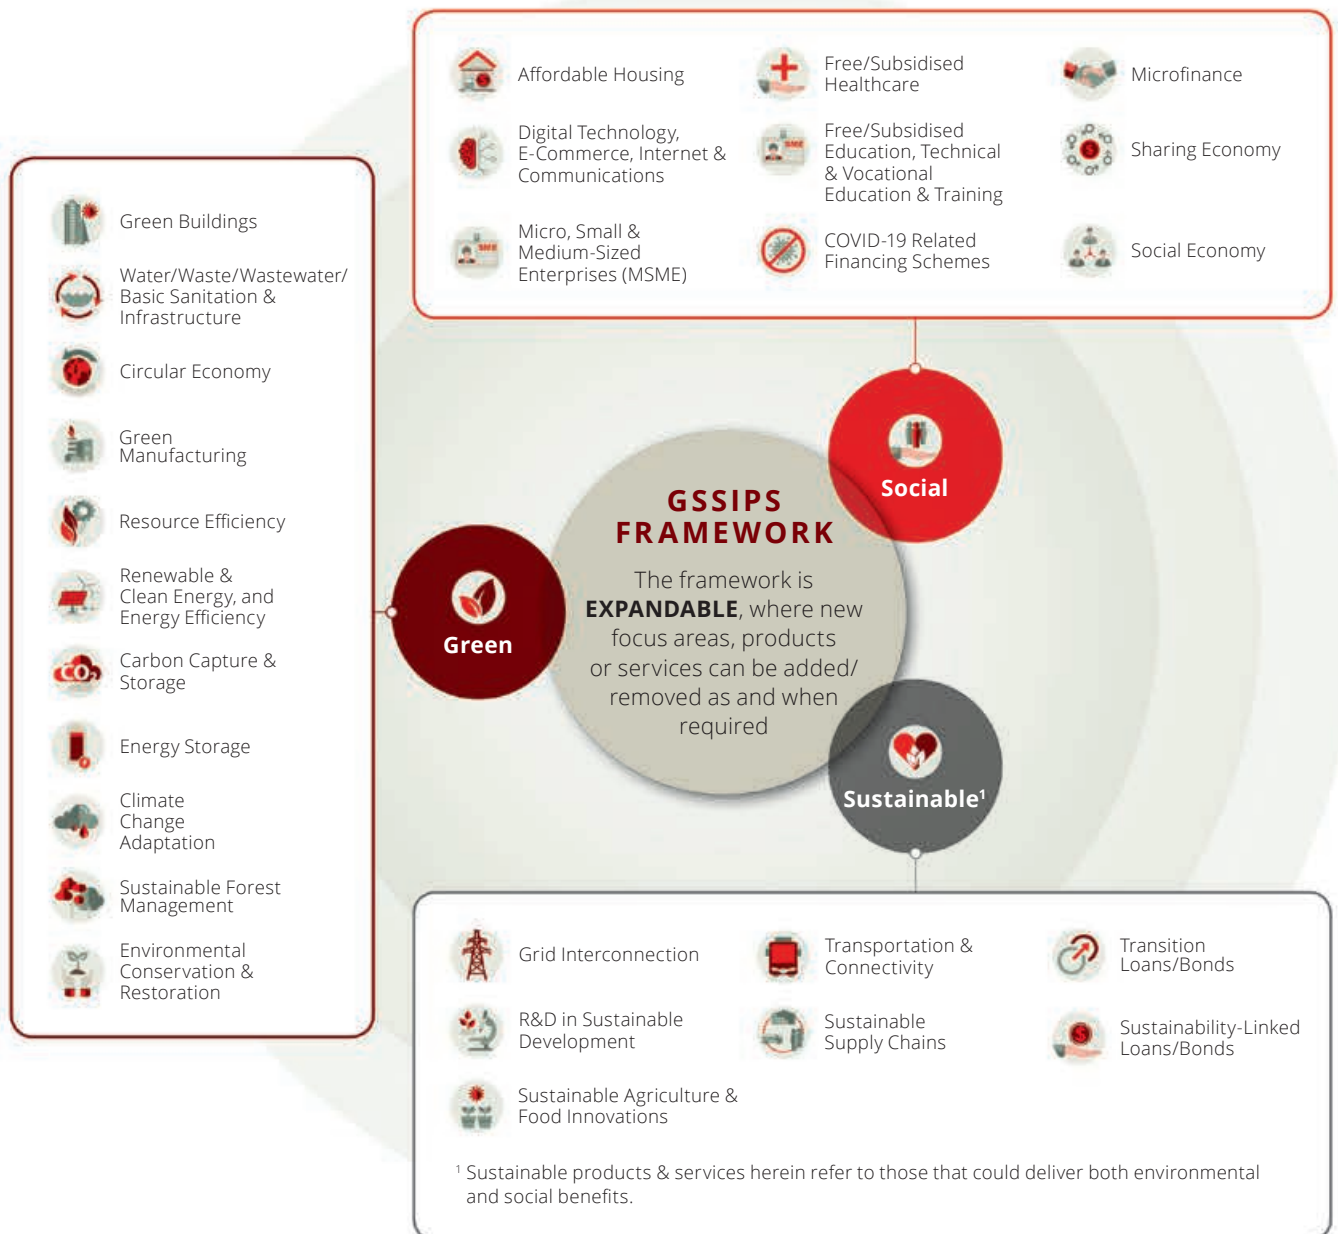 Affordable Housing
Free/Subsidised
Healthcare
Microfinance
Digital Technology,
E-Commerce, Internet &
Communications
SME
Free/Subsidised
Education, Technical
& Vocational
Education & Training
Sharing Economy
SME
Micro, Small &
Medium-Sized
Enterprises (MSME)
COVID-19 Related
Financing Schemes
Social Economy
Green Buildings
Water/Waste/Wastewater/
Basic Sanitation &
Infrastructure
Circular Economy
Green
Manufacturing
Resource Efficiency
Renewable &
Clean Energy, and
Energy Efficiency
CO2
Carbon Capture &
Storage
Energy Storage
Climate
Change
Adaptation
Sustainable Forest
Management
Environmental
Conservation &
Restoration
Social
GSSIPS
FRAMEWORK
The framework is
EXPANDABLE, where new
focus areas, products
or services can be added/
removed as and when
required
Green
Sustainable¹
Grid Interconnection
Transportation &
Connectivity
Transition
Loans/Bonds
R&D in Sustainable
Development
Sustainable
Supply Chains
Sustainability-Linked
Loans/Bonds
Sustainable Agriculture &
Food Innovations
¹ Sustainable products & services herein refer to those that could deliver both environmental
and social benefits.